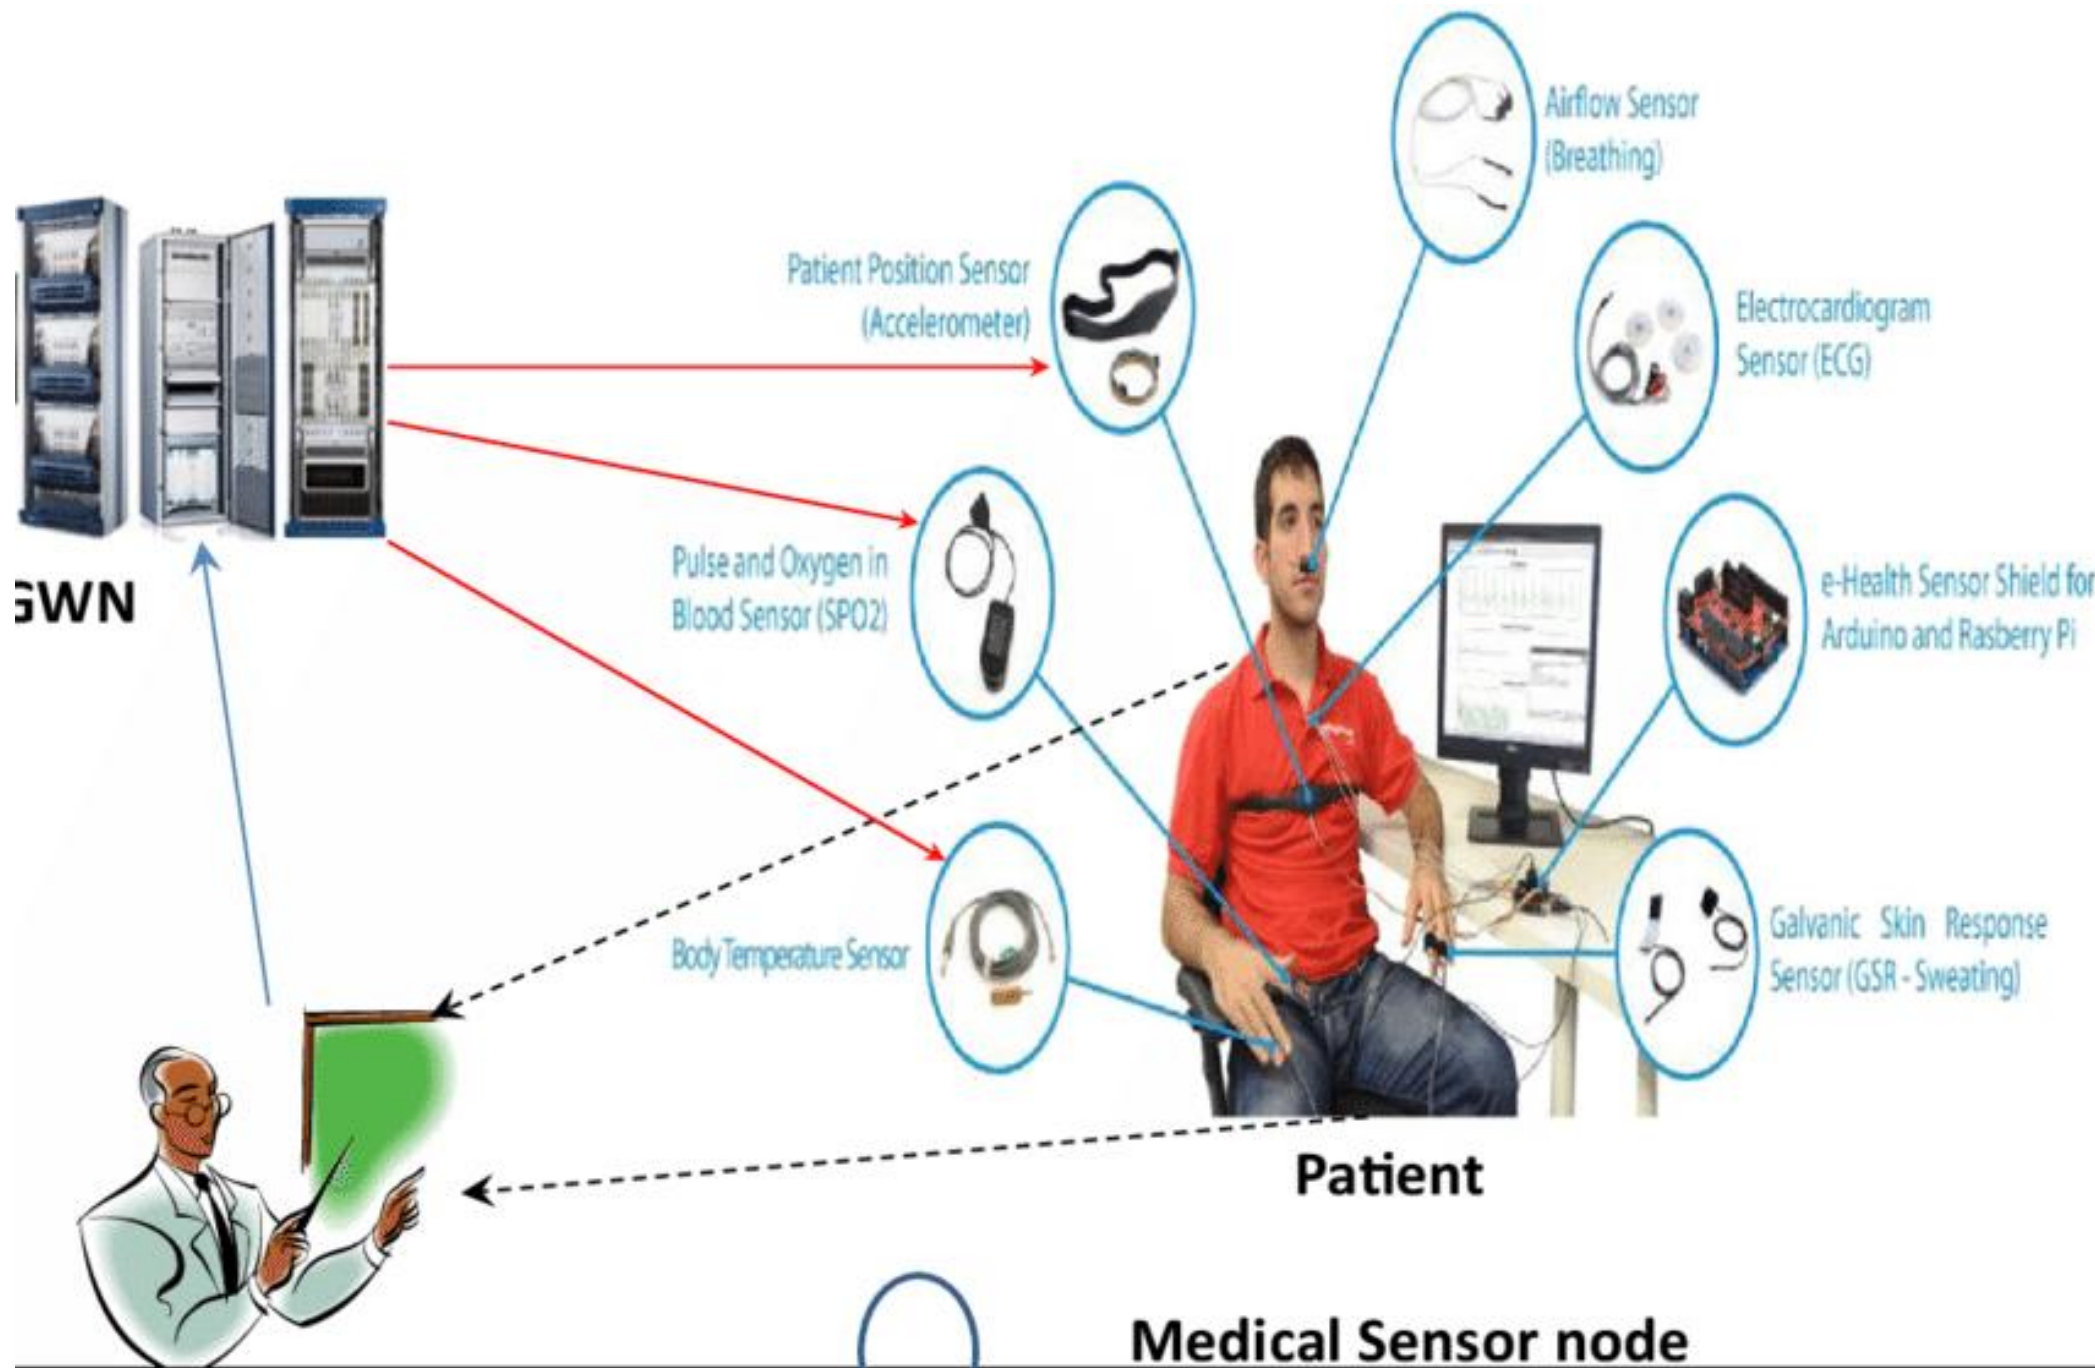 Airflow Sensor
(Breathing)
Patient Position Sensor
(Accelerometer)
Electrocardiogram
Sensor (ECG)
Pulse and Oxygen in
Blood Sensor (SPO2)
e-Health Sensor Shield for
Arduino and Rasberry Pi
GWN
Body Temperature Sensor
Galvanic Skin Response
Sensor (GSR - Sweating)
Patient
Medical Sensor node